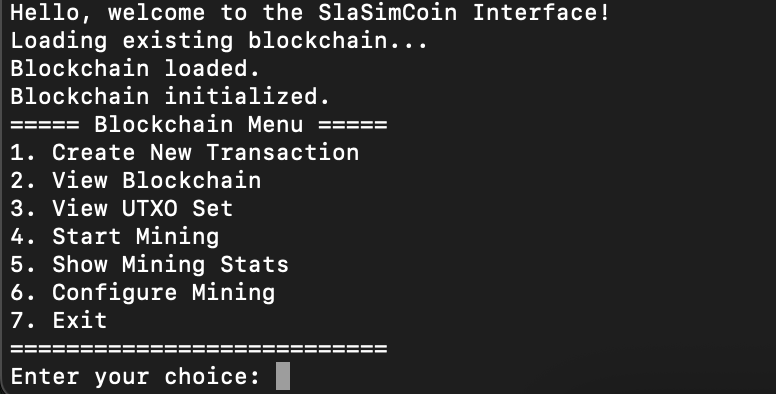 Hello, welcome to the SlaSimCoin Interface!
Loading existing blockchain...
Blockchain loaded.
Blockchain initialized.
===== Blockchain Menu =====
1. Create New Transaction
2. View Blockchain
3. View UTXO Set
4. Start Mining
5. Show Mining Stats
6. Configure Mining
7. Exit
===========================
Enter your choice: